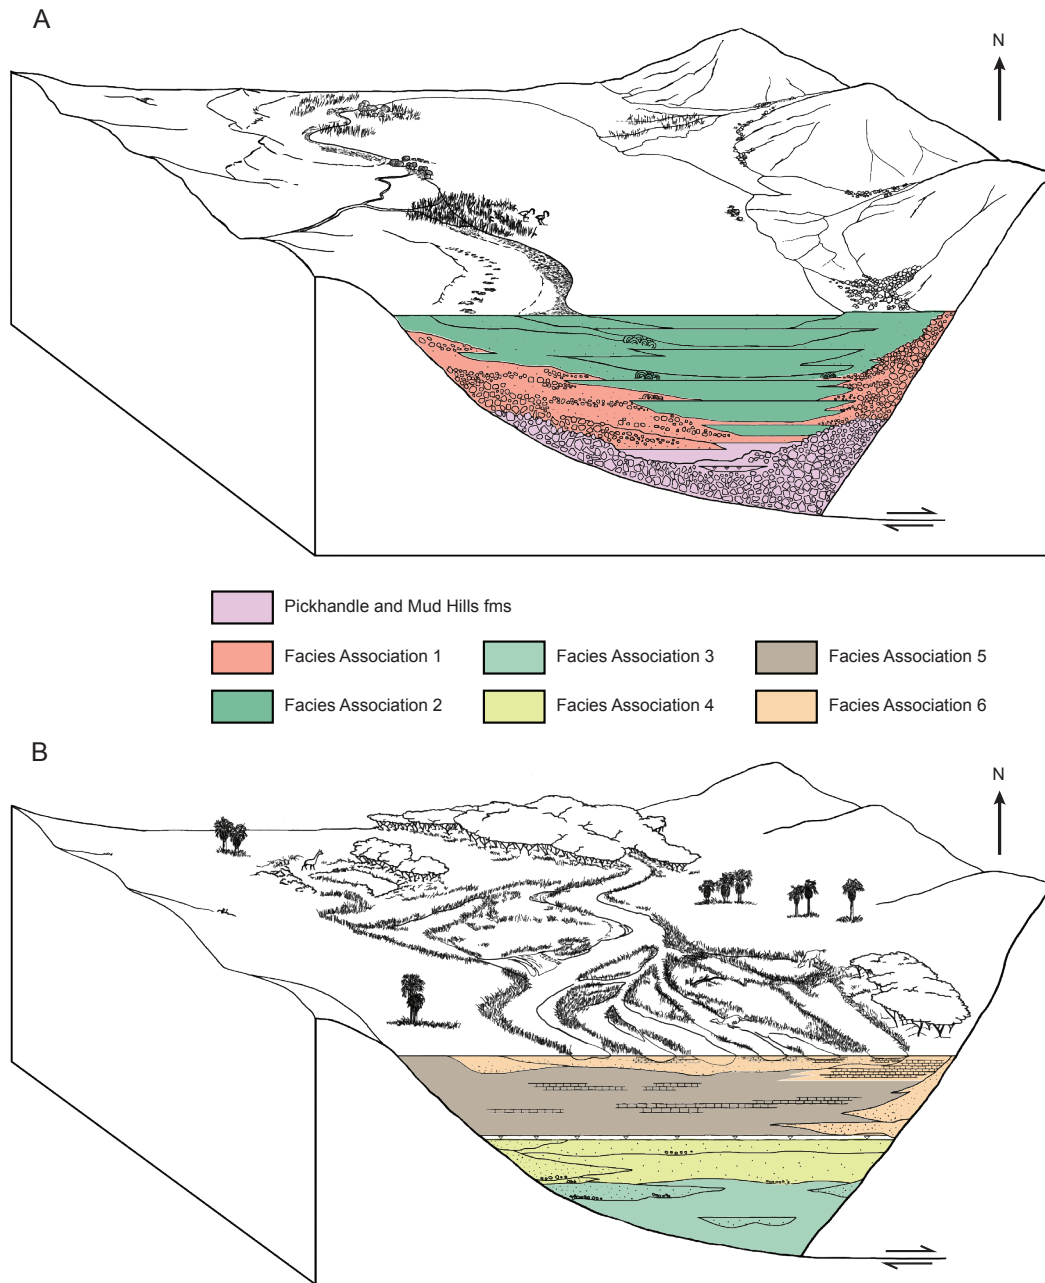 A
N
Pickhandle and Mud Hills fms
Facies Association 1
Facies Association 3
Facies Association 5
Facies Association 2
Facies Association 4
Facies Association 6
B
N